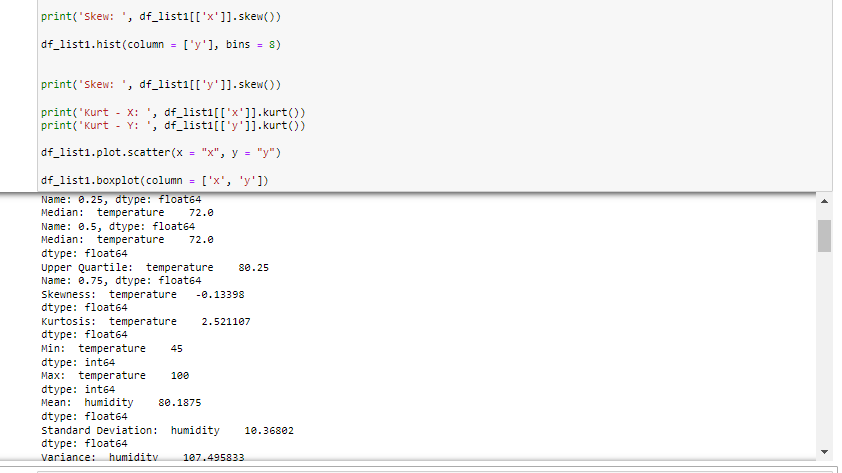 print('Skew: ', df_list1[['x']].skew())
df_list1.hist(column = ['y'], bins = 8)
print('Skew: ', df_list1[['y']].skew())
print('Kurt - X: ', df_list1[['x']].kurt())
print('Kurt - Y: ', df_list1[['y']].kurt())
df_list1.plot.scatter(x = "x", y = "y")
df_list1.boxplot(column = ['x', 'y'])
Name: 0.25, dtype: float64
Median:  temperature    72.0
Name: 0.5, dtype: float64
Median:  temperature    72.0
dtype: float64
Upper Quartile:  temperature    80.25
Name: 0.75, dtype: float64
Skewness:  temperature   -0.13398
dtype: float64
Kurtosis:  temperature    2.521107
dtype: float64
Min:  temperature    45
dtype: int64
Max:  temperature    100
dtype: int64
Mean:  humidity    80.1875
dtype: float64
Standard Deviation:  humidity    10.36802
dtype: float64
Variance:  humidity    107.495833